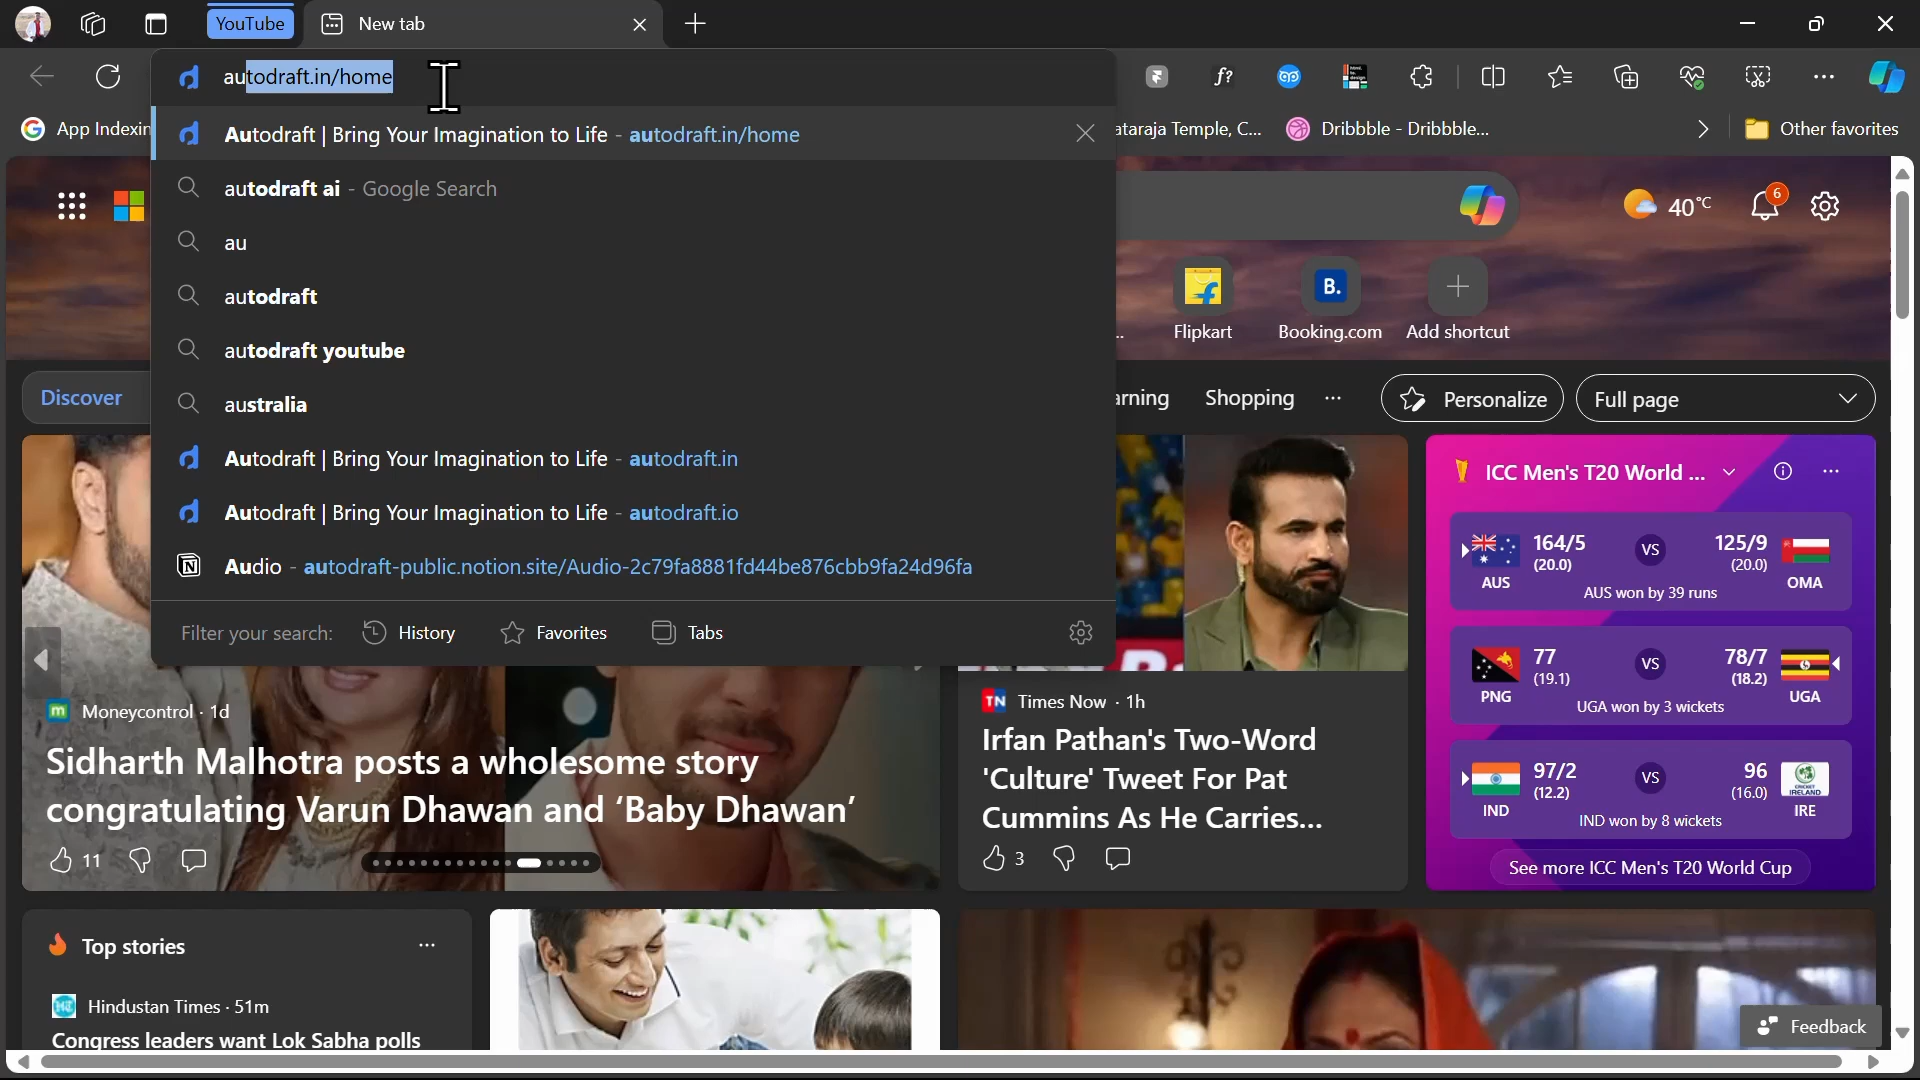 YouTube
New tab
autodraft.in/home
App Indexin
Autodraft | Bring Your Imagination to Life - autodraft.in/home
autodraft ai - Google Search
au
autodraft
autodraft youtube
australia
Autodraft | Bring Your Imagination to Life - autodraft.in
Autodraft | Bring Your Imagination to Life - autodraft.io
Audio - autodraft-public.notion.site/Audio-2c79fa8881fd44be876cbb9fa24d96fa
Filter your search:
History
Favorites
Tabs
f?
ataraja Temple, C...
Dribbble - Dribbble...
Other favorites
40°C
6
B.
...
Flipkart
Booking.com
Add shortcut
Discover
arning
Shopping
Personalize
Full page
Moneycontrol · 1d
Sidharth Malhotra posts a wholesome story
congratulating Varun Dhawan and ‘Baby Dhawan’
11
TN Times Now · 1h
Irfan Pathan's Two-Word
'Culture' Tweet For Pat
Cummins As He Carries...
3
ICC Men's T20 World ...
164/5 VS 125/9
(20.0) (20.0)
AUS OMA
AUS won by 39 runs
77 VS 78/7
(19.1) (18.2)
PNG UGA
UGA won by 3 wickets
97/2 VS 96
(12.2) (16.0)
IND IRE
IND won by 8 wickets
See more ICC Men's T20 World Cup
Top stories
Hindustan Times · 51m
Congress leaders want Lok Sabha polls
Feedback